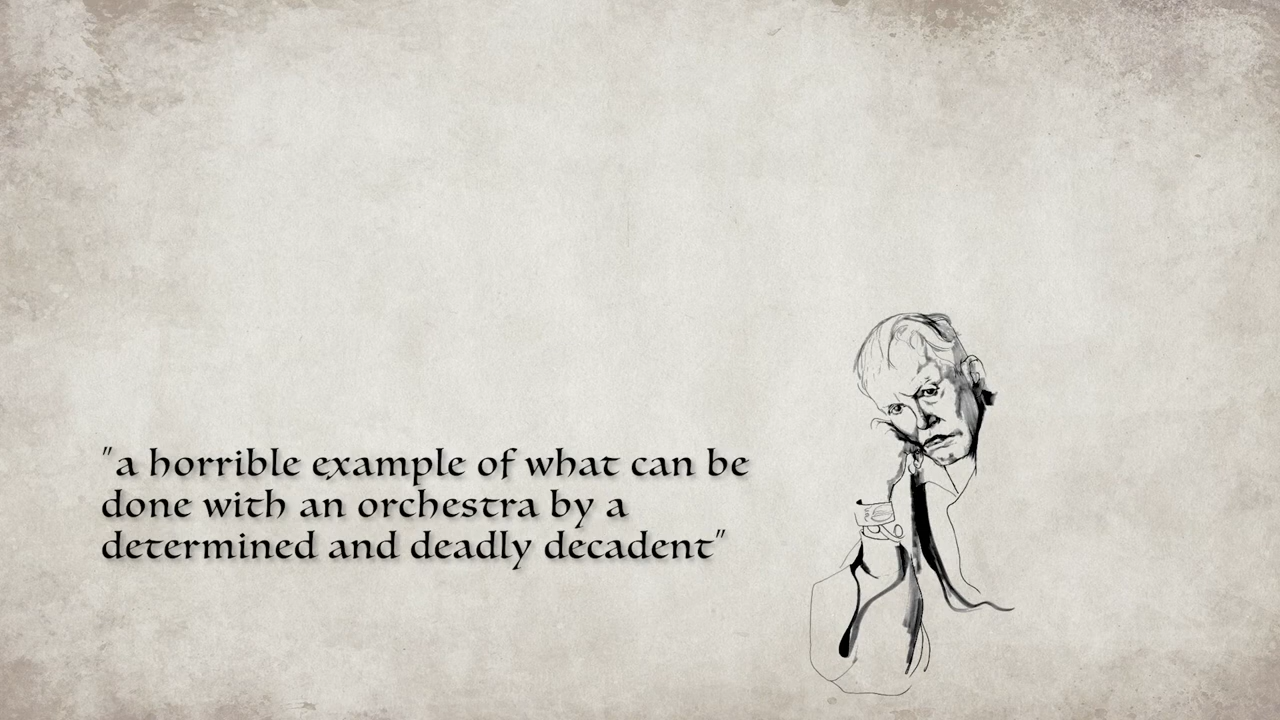 "a horrible example of what can be
done with an orchestra by a
determined and deadly decadent"